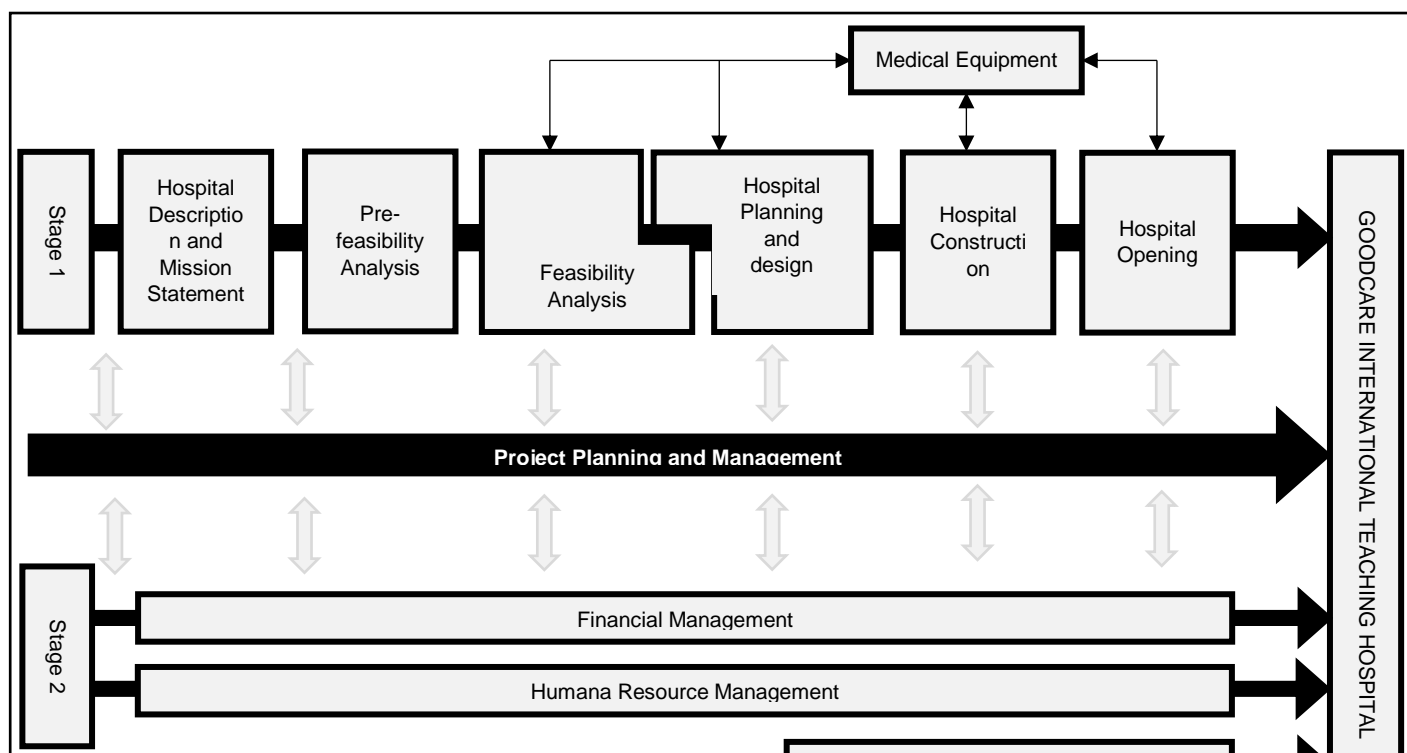 Medical Equipment
Stage 1
Hospital
Descriptio
n and
Mission
Statement
Pre-
feasibility
Analysis
Feasibility
Analysis
Hospital
Planning
and
design
Hospital
Constructi
on
Hospital
Opening
GOODCARE INTERNATIONAL TEACHING HOSPITAL
Project Planning and Management
Stage 2
Financial Management
Humana Resource Management